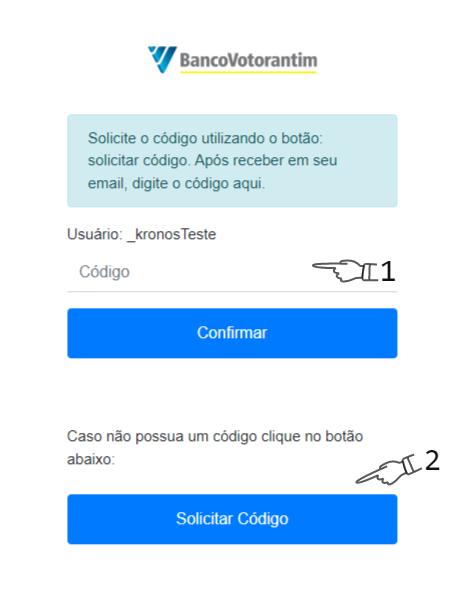 BancoVotorantim
Solicite o código utilizando o botão:
solicitar código. Após receber em seu
email, digite o código aqui.
Usuário: _kronosTeste
Código
1
Confirmar
Caso não possua um código clique no botão
abaixo:
2
Solicitar Código